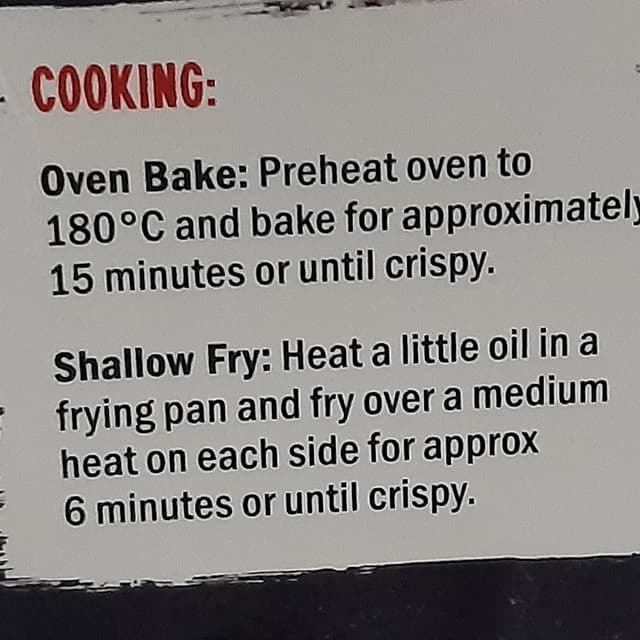 COOKING:
Oven Bake: Preheat oven to
180°C and bake for approximately
15 minutes or until crispy.
Shallow Fry: Heat a little oil in a
frying pan and fry over a medium
heat on each side for approx
6 minutes or until crispy.